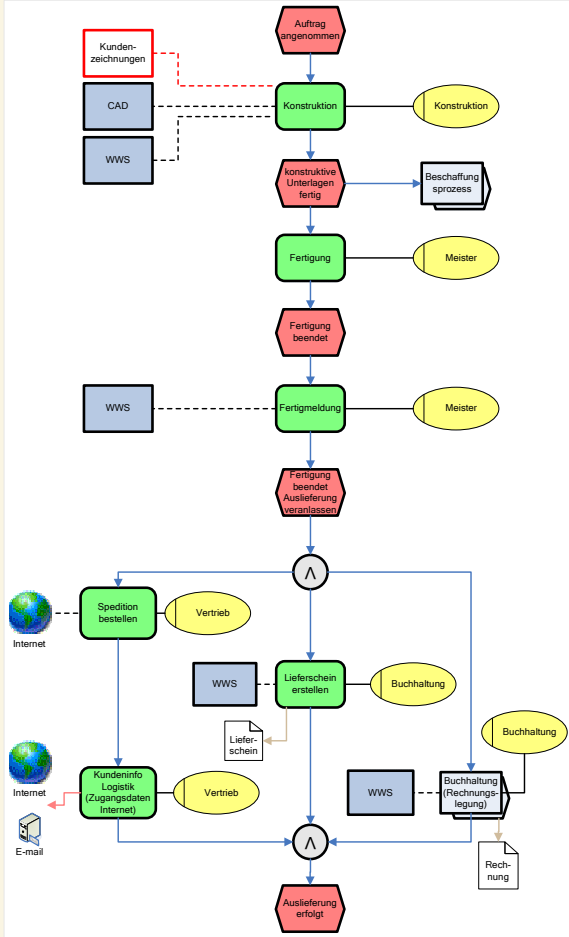 Auftrag
angenommen
Kunden-
zeichnungen
CAD
Konstruktion
Konstruktion
WWS
konstruktive
Unterlagen
fertig
Beschaffung
sprozess
Fertigung
Meister
Fertigung
beendet
WWS
Fertigmeldung
Meister
Fertigung
beendet
Auslieferung
veranlassen
Λ
Spedition
bestellen
Vertrieb
Internet
WWS
Lieferschein
erstellen
Buchhaltung
Liefer-
schein
Buchhaltung
Internet
Kundeninfo
Logistik
(Zugangsdaten
Internet)
Vertrieb
WWS
Buchhaltung
(Rechnungs-
legung)
E-mail
Λ
Rech-
nung
Auslieferung
erfolgt